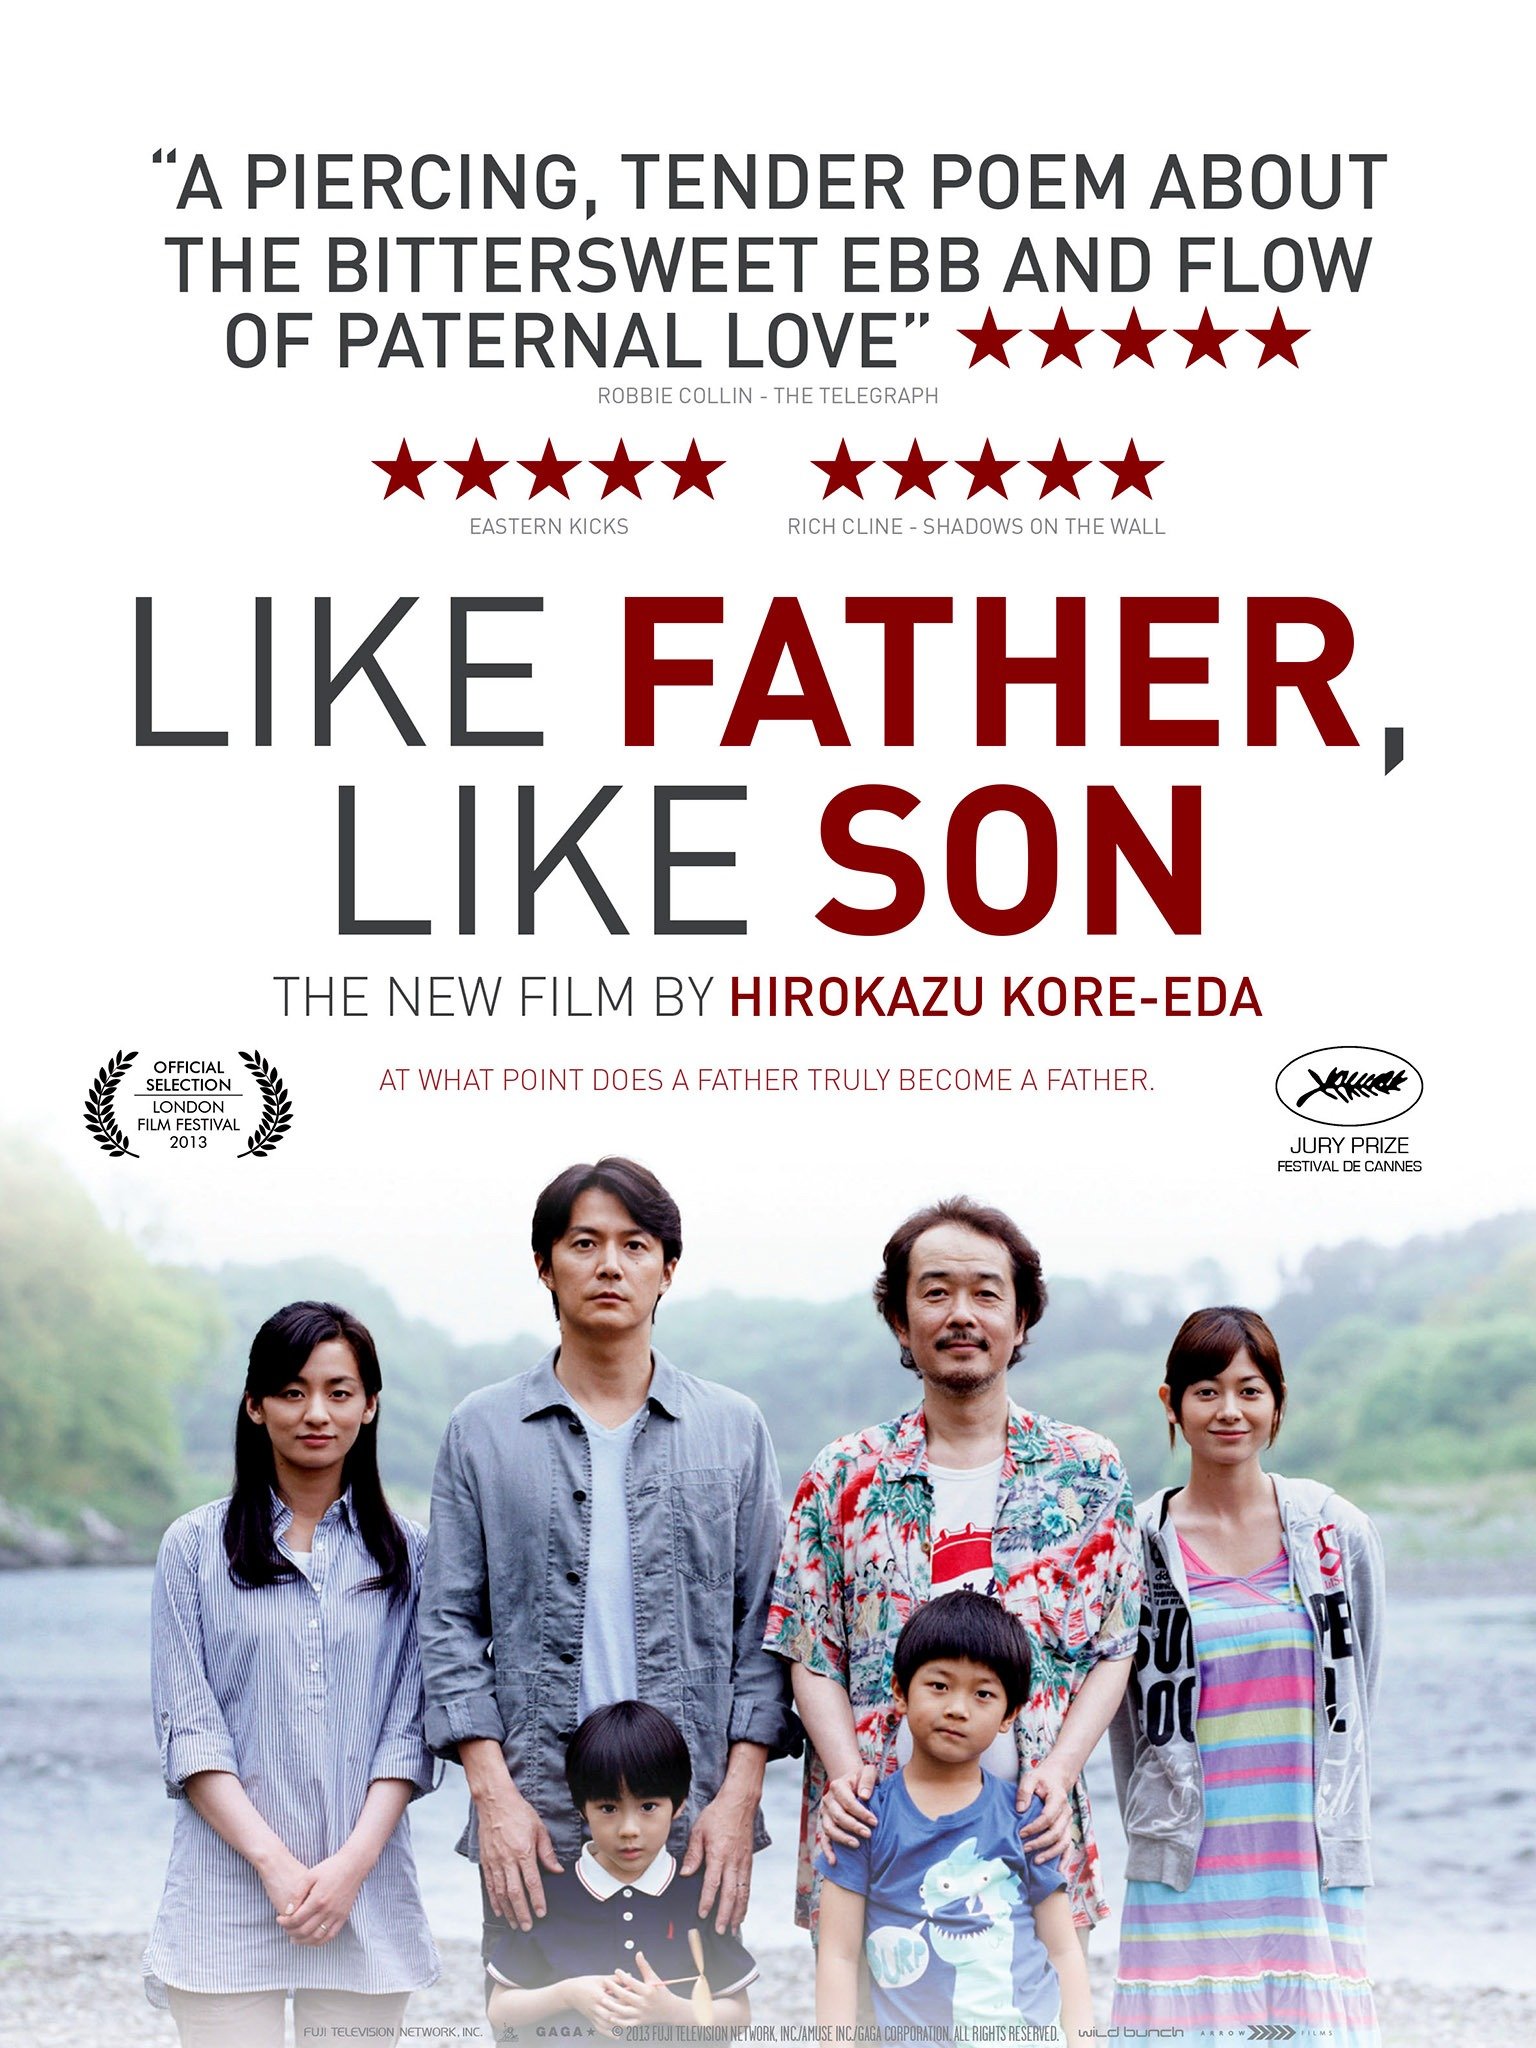 “A PIERCING, TENDER POEM ABOUT
THE BITTERSWEET EBB AND FLOW
OF PATERNAL LOVE”
ROBBIE COLLIN - THE TELEGRAPH
EASTERN KICKS
RICH CLINE - SHADOWS ON THE WALL
LIKE FATHER,
LIKE SON
THE NEW FILM BY HIROKAZU KORE-EDA
OFFICIAL
SELECTION
LONDON
FILM FESTIVAL
2013
AT WHAT POINT DOES A FATHER TRULY BECOME A FATHER.
JURY PRIZE
FESTIVAL DE CANNES
BURP
FUJI TELEVISION NETWORK, INC.
GAGA★
© 2013 FUJI TELEVISION NETWORK, INC./AMUSE INC./GAGA CORPORATION. ALL RIGHTS RESERVED.
wild bunch
ARROW FILMS